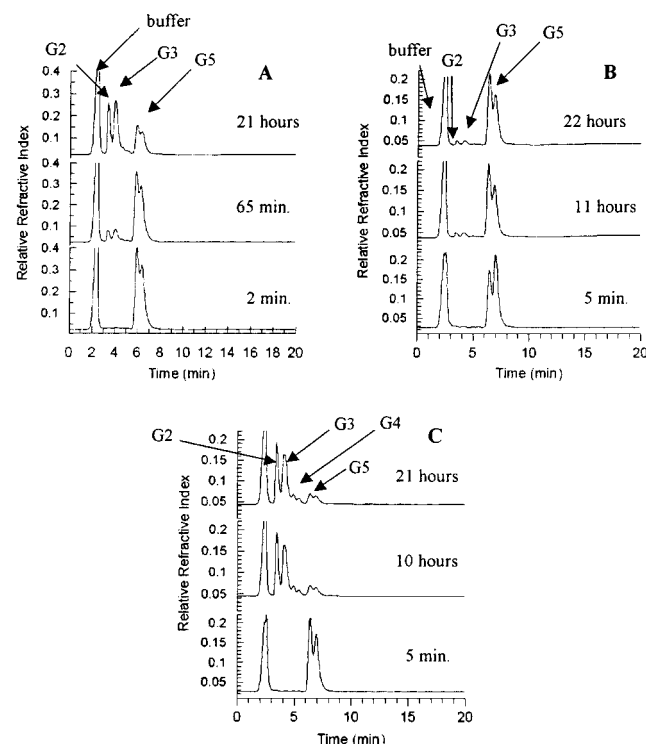 buffer
G2
G3
G5
A
0.4
0.3
0.2
0.1
21 hours
0.4
0.3
0.2
0.1
65 min.
0.4
0.3
0.2
0.1
2 min.
Relative Refractive Index
0 2 4 6 8 10 12 14 16 18 20
Time (min)
buffer
G2
G3
G5
B
0.2
0.15
0.1
0.05
22 hours
0.2
0.15
0.1
0.05
11 hours
0.2
0.15
0.1
0.05
5 min.
Relative Refractive Index
0 5 10 15 20
Time (min)
G2
G3
G4
G5
C
0.2
0.15
0.1
0.05
21 hours
0.2
0.15
0.1
0.05
10 hours
0.2
0.15
0.1
0.05
5 min.
Relative Refractive Index
0 5 10 15 20
Time (min)